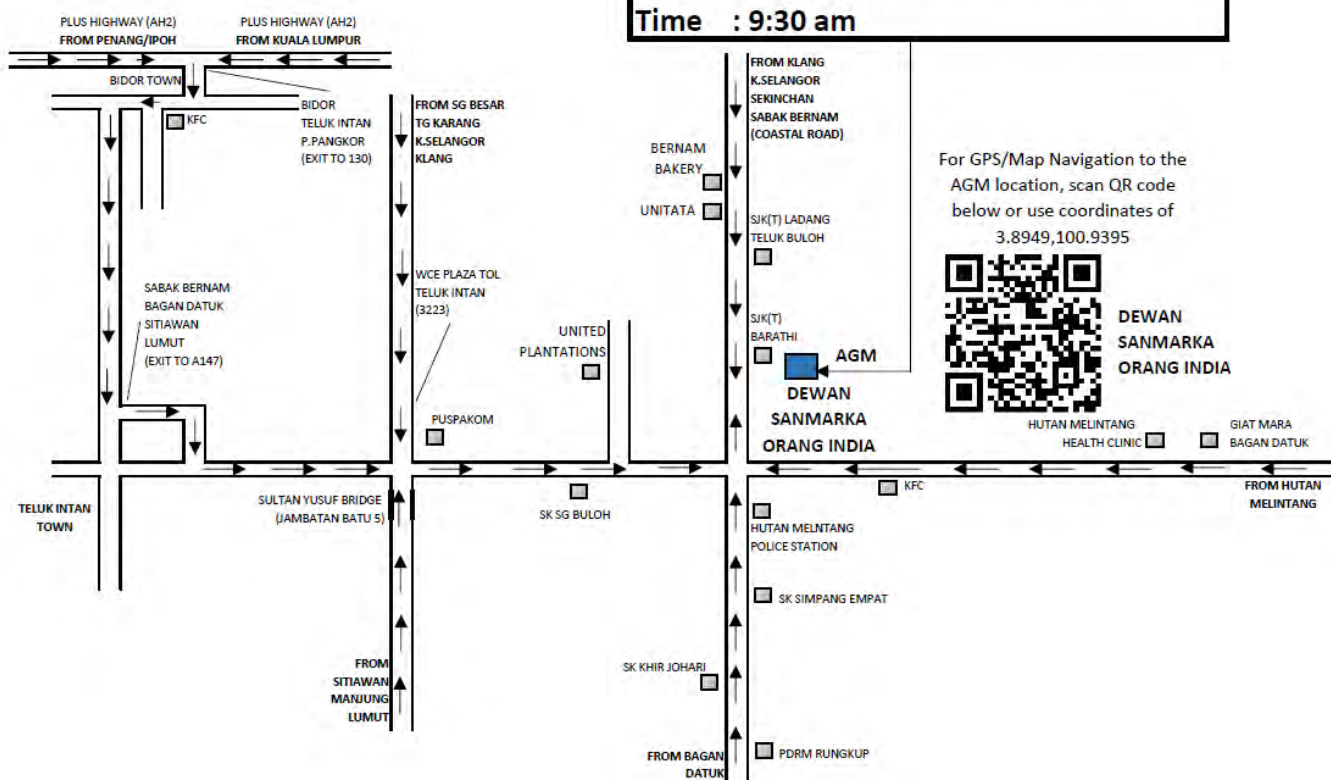 Time : 9:30 am
PLUS HIGHWAY (AH2)
FROM PENANG/IPOH
PLUS HIGHWAY (AH2)
FROM KUALA LUMPUR
BIDOR TOWN
KFC
BIDOR
TELUK INTAN
P.PANGKOR
(EXIT TO 130)
FROM SG BESAR
TG KARANG
K.SELANGOR
KLANG
FROM KLANG
K.SELANGOR
SEKINCHAN
SABAK BERNAM
(COASTAL ROAD)
BERNAM
BAKERY
UNITATA
SJK(T) LADANG
TELUK BULOH
For GPS/Map Navigation to the
AGM location, scan QR code
below or use coordinates of
3.8949,100.9395
DEWAN
SANMARKA
ORANG INDIA
SABAK BERNAM
BAGAN DATUK
SITIAWAN
LUMUT
(EXIT TO A147)
WCE PLAZA TOL
TELUK INTAN
(3223)
UNITED
PLANTATIONS
SJK(T)
BARATHI
AGM
DEWAN
SANMARKA
ORANG INDIA
PUSPAKOM
HUTAN MELINTANG
HEALTH CLINIC
GIAT MARA
BAGAN DATUK
TELUK INTAN
TOWN
SULTAN YUSUF BRIDGE
(JAMBATAN BATU 5)
SK SG BULOH
KFC
FROM HUTAN
MELINTANG
HUTAN MELNTANG
POLICE STATION
SK SIMPANG EMPAT
FROM
SITIAWAN
MANJUNG
LUMUT
SK KHIR JOHARI
FROM BAGAN
DATUK
PDRM RUNGKUP